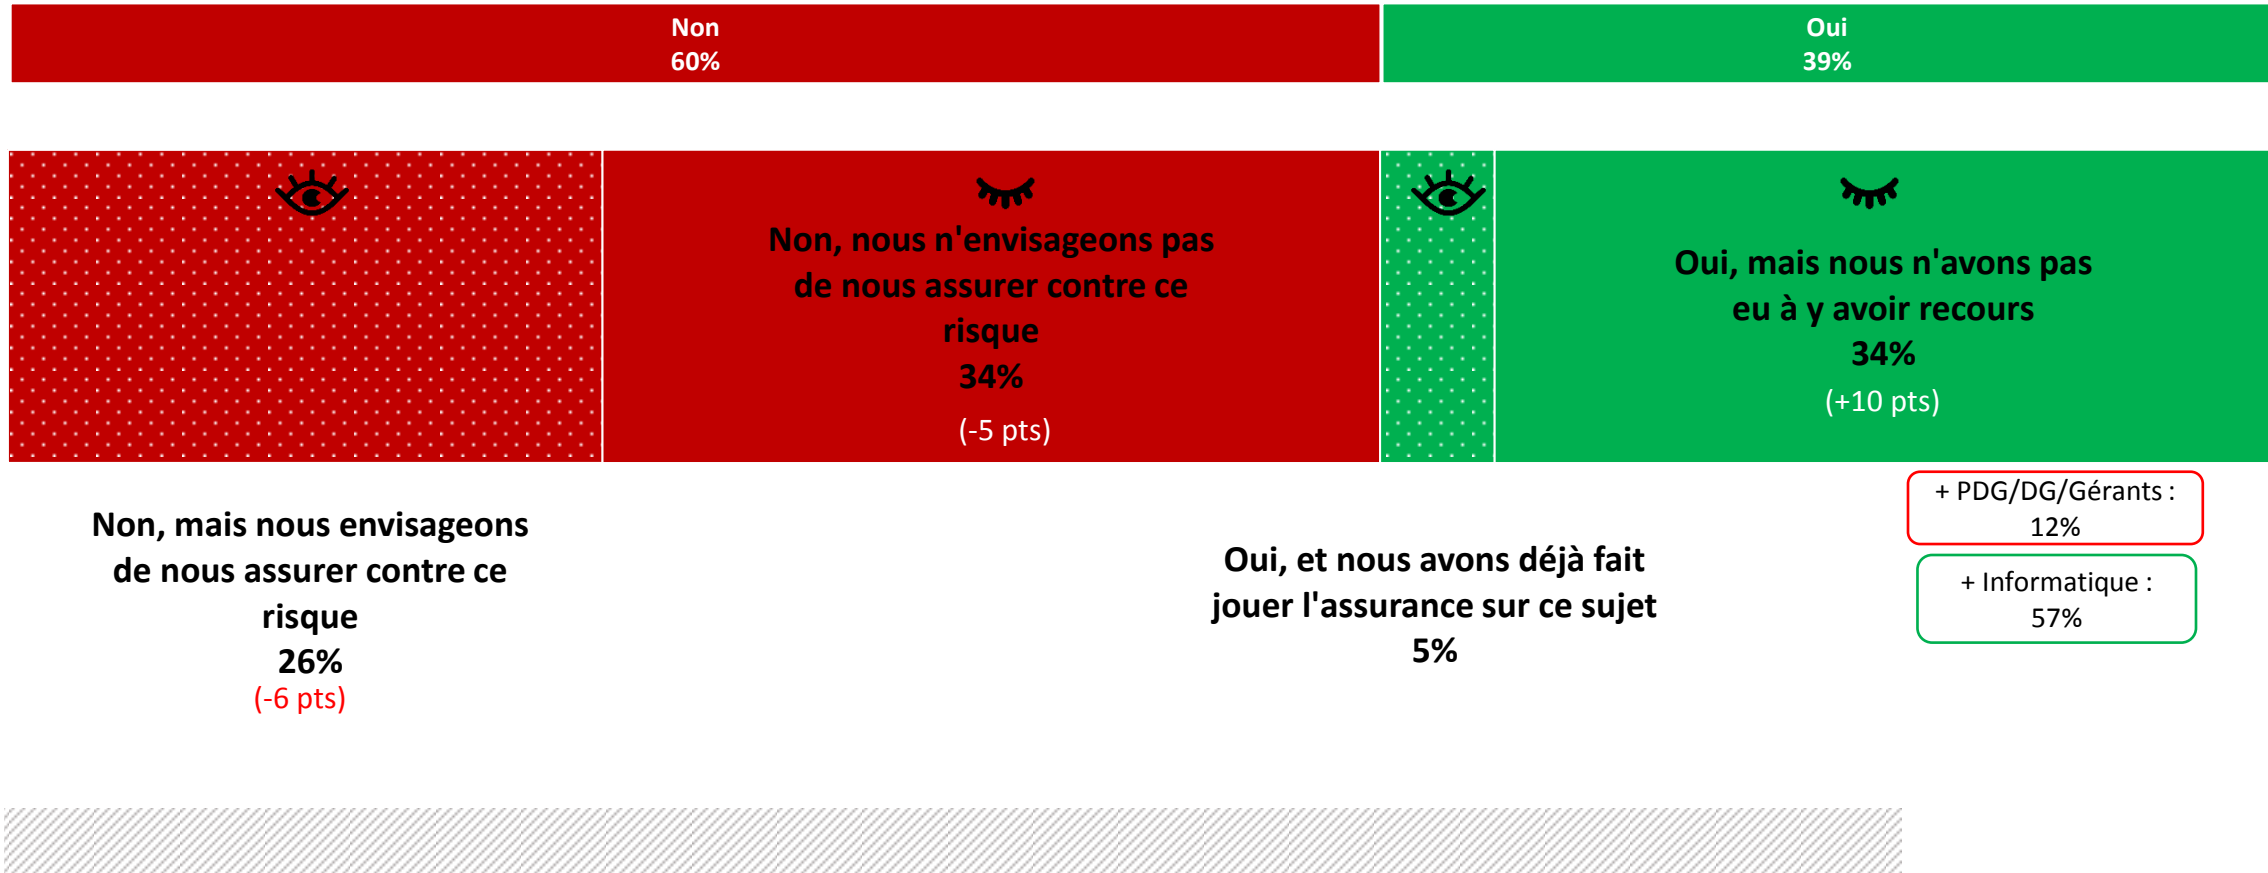 Non
60%
Oui
39%
Non, nous n'envisageons pas
de nous assurer contre ce
risque
34%
(-5 pts)
Oui, mais nous n'avons pas
eu à y avoir recours
34%
(+10 pts)
Non, mais nous envisageons
de nous assurer contre ce
risque
26%
(-6 pts)
Oui, et nous avons déjà fait
jouer l'assurance sur ce sujet
5%
+ PDG/DG/Gérants :
12%
+ Informatique :
57%